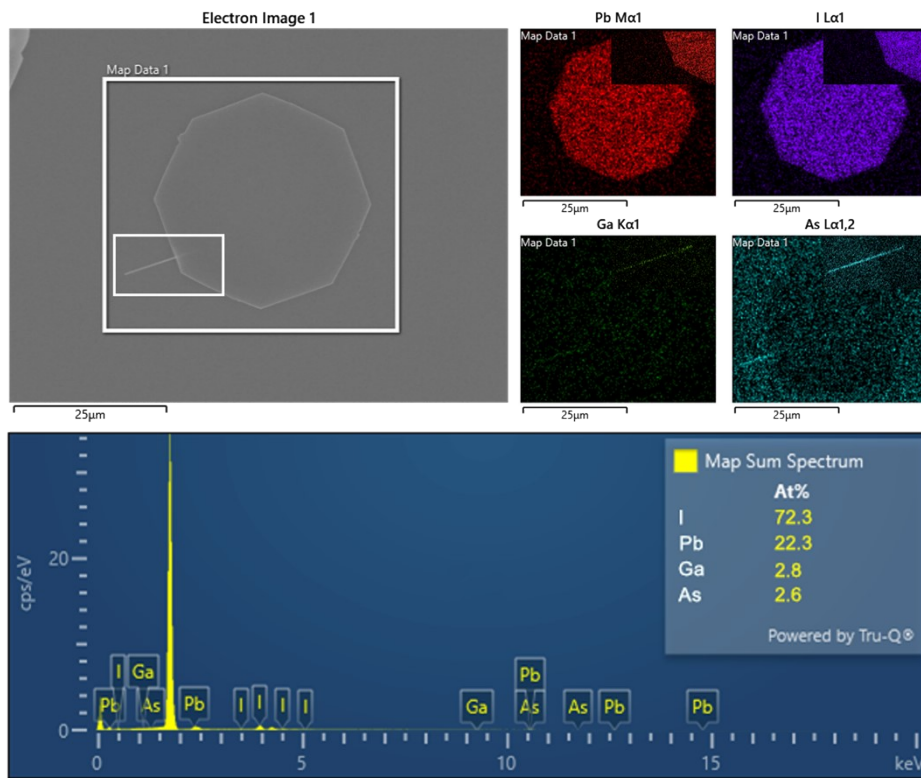 Electron Image 1
Pb Mα1
I Lα1
Map Data 1
Map Data 1
Map Data 1
25µm
25µm
Ga Kα1
As Lα1,2
Map Data 1
Map Data 1
25µm
25µm
25µm
Map Sum Spectrum
At%
I 72.3
Pb 22.3
Ga 2.8
As 2.6
Powered by Tru-Q®
cps/eV
20
0
I Ga Pb
Pb As Pb I I I I Ga As As Pb Pb
0 5 10 15 keV